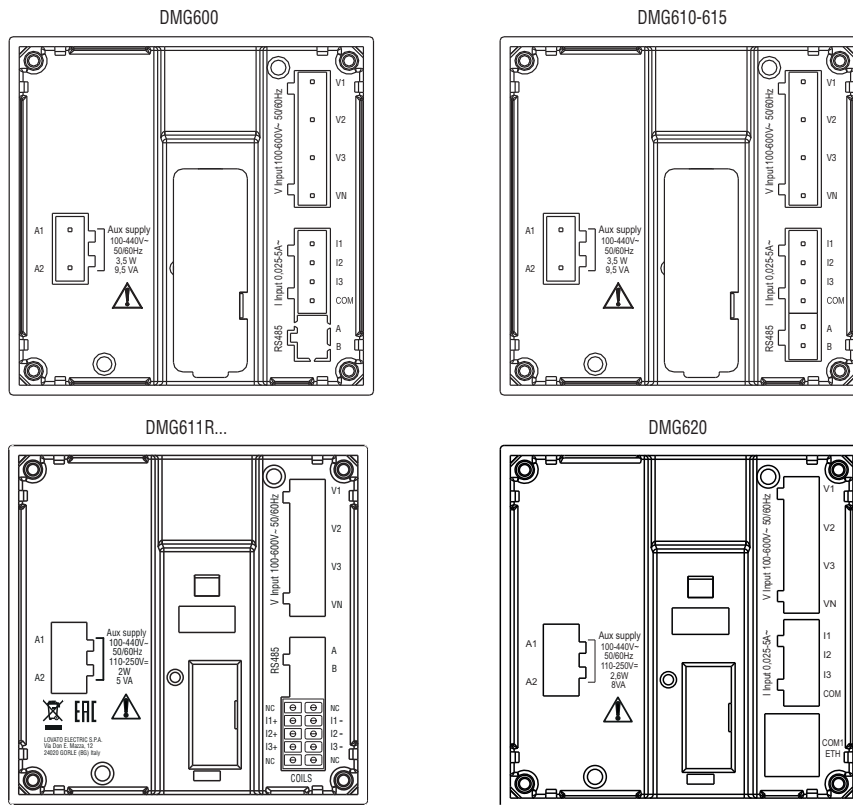 DMG600
V Input 100-600V~ 50/60Hz
V1
V2
V3
VN
A1
A2
Aux supply
100-440V~
50/60Hz
3,5 W
9,5 VA
I Input 0,025-5A~
I1
I2
I3
COM
RS485
A
B
DMG610-615
V Input 100-600V~ 50/60Hz
V1
V2
V3
VN
A1
A2
Aux supply
100-440V~
50/60Hz
3,5 W
9,5 VA
I Input 0,025-5A~
I1
I2
I3
COM
RS485
A
B
DMG611R...
V Input 100-600V~ 50/60Hz
V1
V2
V3
VN
A1
A2
Aux supply
100-440V~
50/60Hz
110-250V=
2W
5 VA
RS485
A
B
EAC
LOVATO ELECTRIC S.P.A.
Via Don E. Mazza, 12
24020 GORLE (BG) Italy
NC NC
I1+ I1-
I2+ I2-
I3+ I3-
NC NC
COILS
DMG620
V Input 100-600V~ 50/60Hz
V1
V2
V3
VN
A1
A2
Aux supply
100-440V~
50/60Hz
110-250V=
2,6W
8VA
I Input 0,025-5A~
I1
I2
I3
COM
COM1
ETH